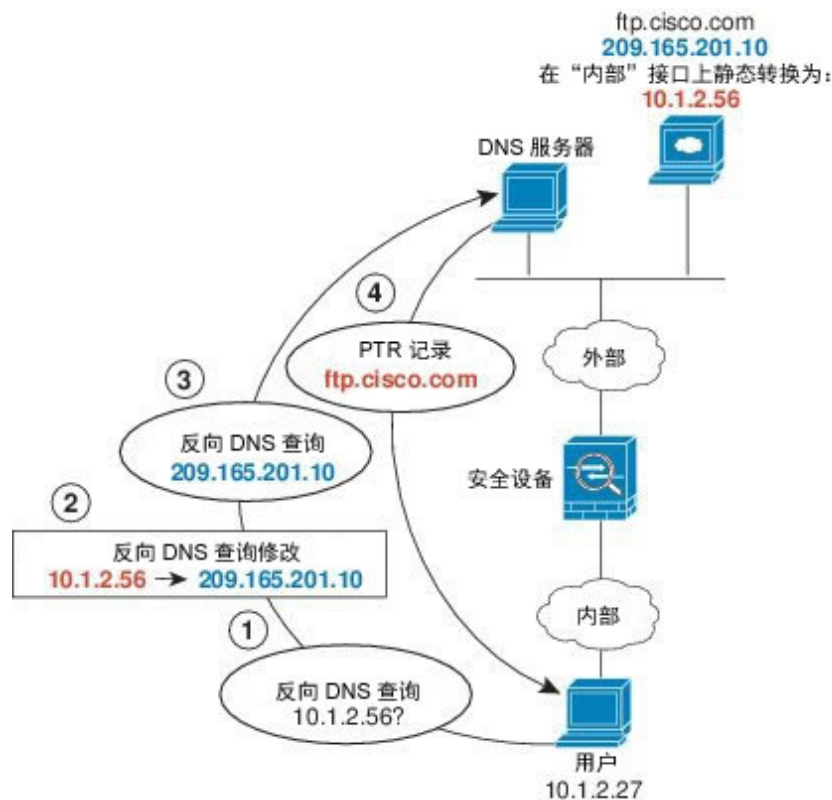 ftp.cisco.com
209.165.201.10
在“内部”接口上静态转换为：
10.1.2.56
DNS 服务器
4
PTR 记录
ftp.cisco.com
外部
3
反向 DNS 查询
209.165.201.10
安全设备
2
反向 DNS 查询修改
10.1.2.56 → 209.165.201.10
内部
1
反向 DNS 查询
10.1.2.56?
用户
10.1.2.27